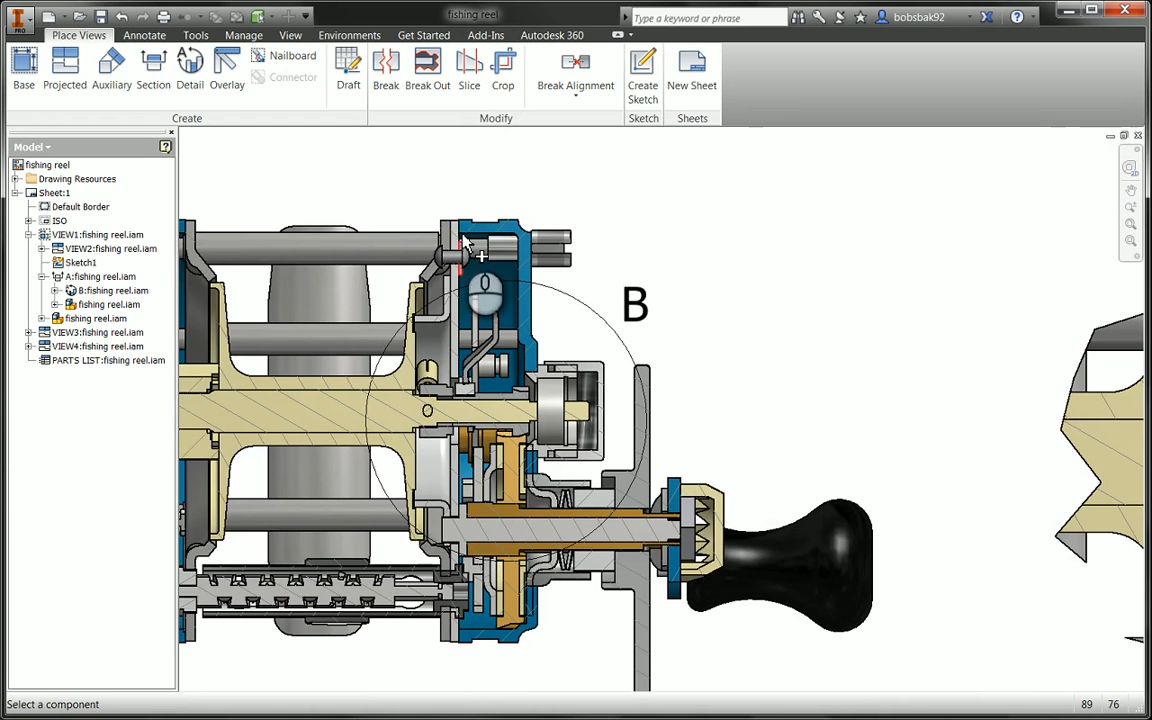 fishing reel
Type a keyword or phrase
bobsbak92
PRO
Place Views Annotate Tools Manage View Environments Get Started Add-Ins Autodesk 360
Base Projected Auxiliary Section Detail Overlay
Nailboard
Connector
Draft
Break Break Out Slice Crop
Break Alignment
Create Sketch
New Sheet
Create Modify Sketch Sheets
Model
fishing reel
Drawing Resources
Sheet:1
Default Border
ISO
VIEW1:fishing reel.iam
VIEW2:fishing reel.iam
Sketch1
A:fishing reel.iam
B:fishing reel.iam
fishing reel.iam
fishing reel.iam
VIEW3:fishing reel.iam
VIEW4:fishing reel.iam
PARTS LIST:fishing reel.iam
B
Select a component
89 76